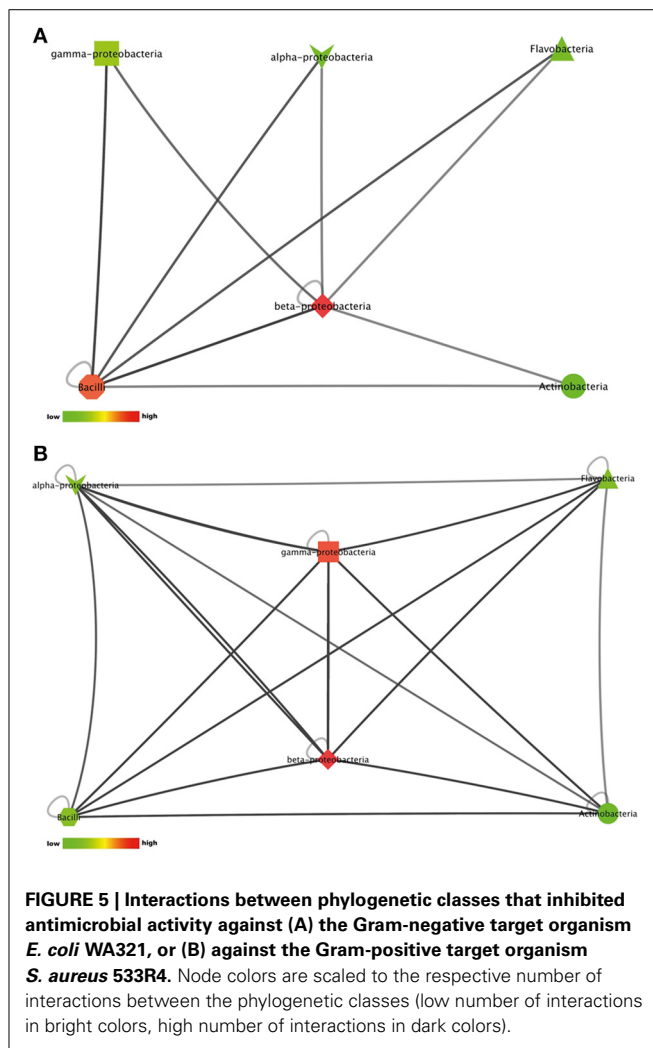 A
gamma-proteobacteria
alpha-proteobacteria
Flavobacteria
beta-proteobacteria
Bacilli
Actinobacteria
low
high
B
alpha-proteobacteria
Flavobacteria
gamma-proteobacteria
beta-proteobacteria
Bacilli
Actinobacteria
low
high
FIGURE 5 | Interactions between phylogenetic classes that inhibited
antimicrobial activity against (A) the Gram-negative target organism
E. coli WA321, or (B) against the Gram-positive target organism
S. aureus 533R4. Node colors are scaled to the respective number of
interactions between the phylogenetic classes (low number of interactions
in bright colors, high number of interactions in dark colors).